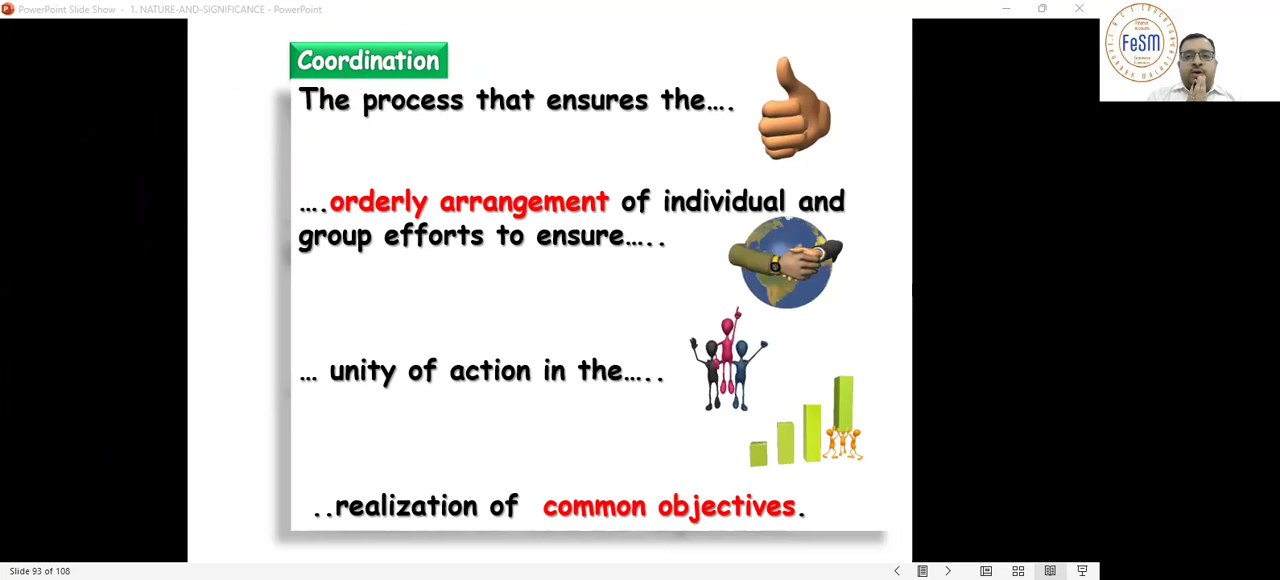 PowerPoint Slide Show - 1. NATURE-AND-SIGNIFICANCE - PowerPoint
FeSM
Coordination
The process that ensures the....
....orderly arrangement of individual and
group efforts to ensure.....
... unity of action in the.....
..realization of common objectives.
Slide 93 of 108